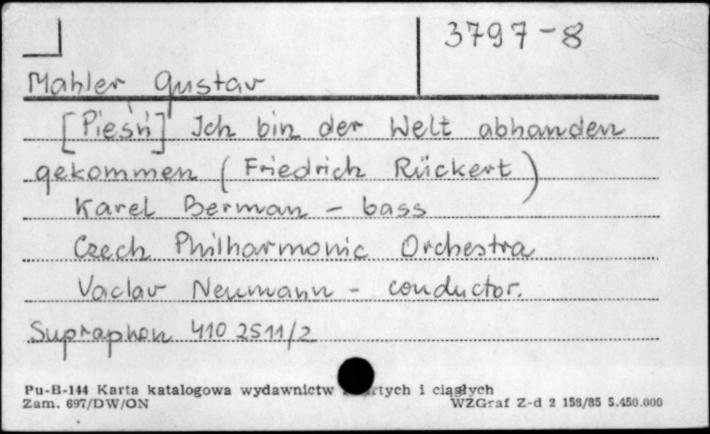 3797-8
Mahler, Gustav
[Pieśń] Ich bin der Welt abhanden
gekommen (Friedrich Rückert)
Karel Berman - bass
Czech Philharmonic Orchestra
Vaclav Neumann - conductor.
Supraphon 410 2511/2
Pu-B-144 Karta katalogowa wydawnictw i ciągłych
Zam. 697/DW/ON WZGraf Z-d 2 158/85 5.450.000